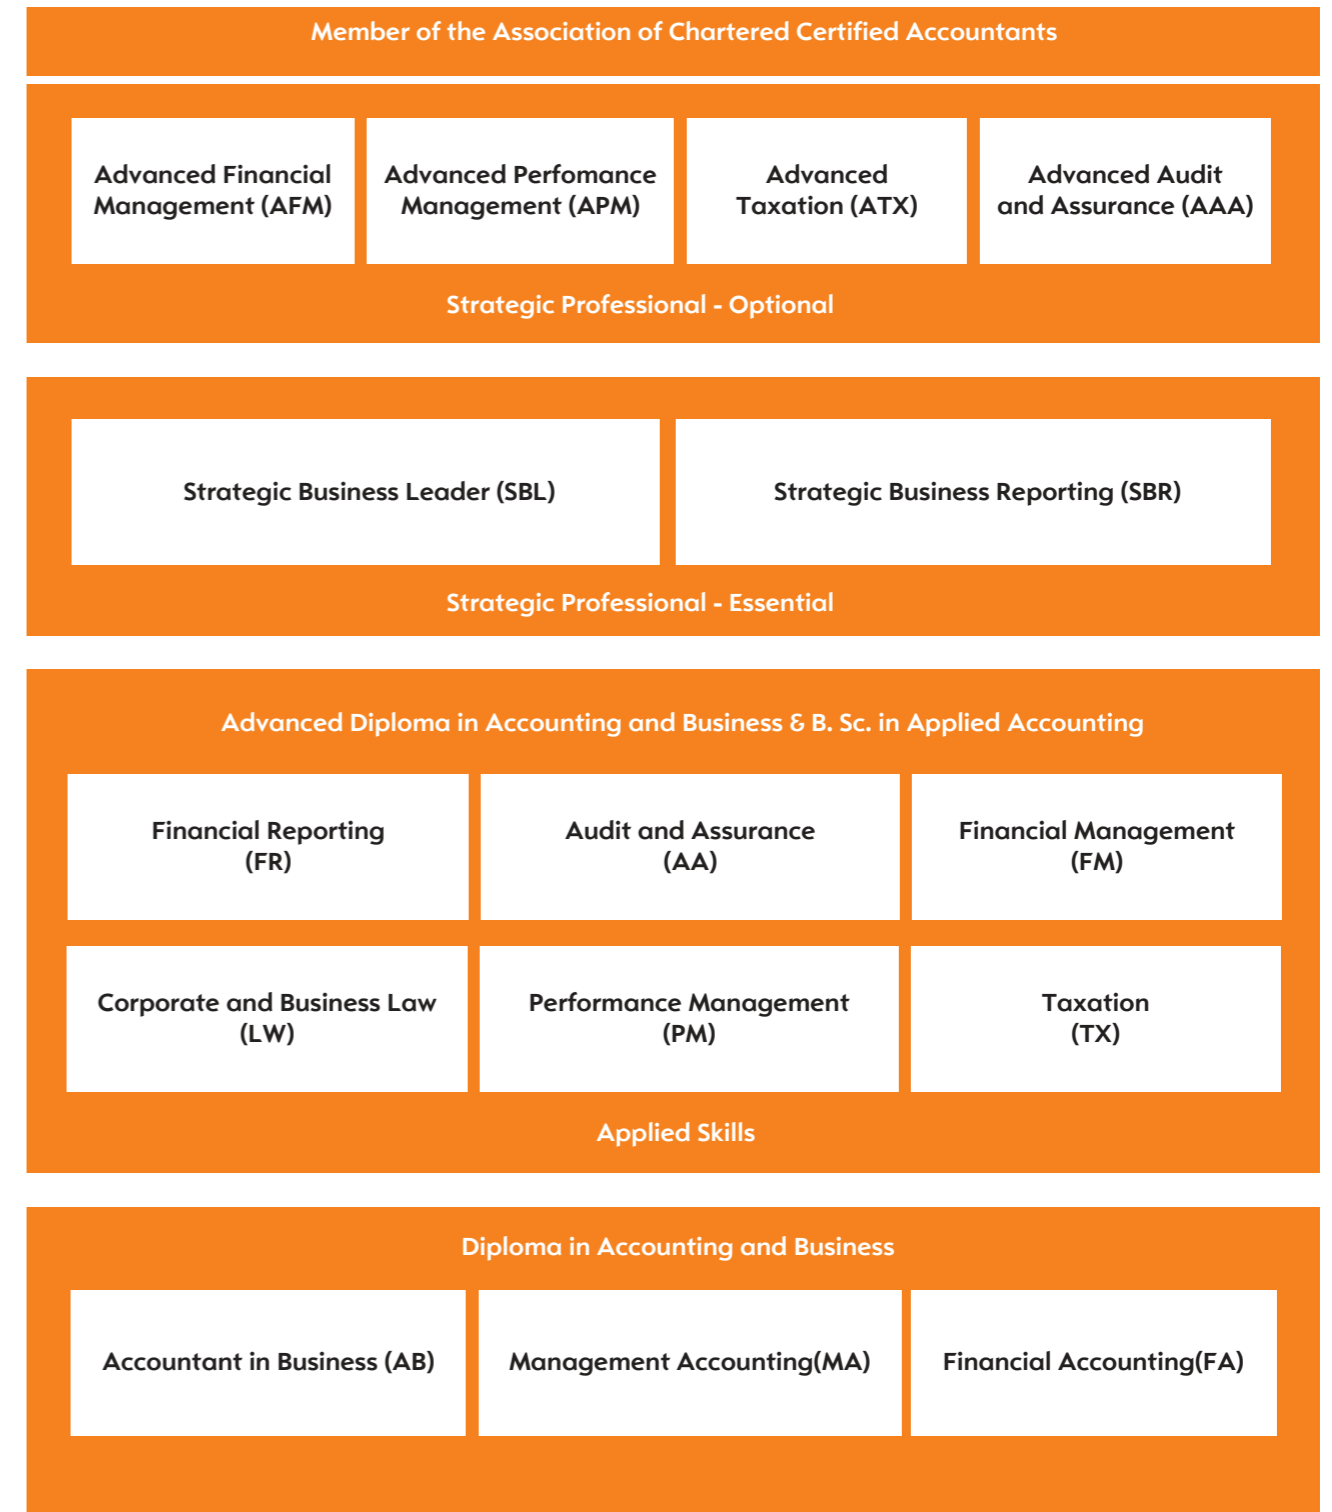 Member of the Association of Chartered Certified Accountants
Advanced Financial
Management (AFM)
Advanced Perfomance
Management (APM)
Advanced
Taxation (ATX)
Advanced Audit
and Assurance (AAA)
Strategic Professional - Optional
Strategic Business Leader (SBL)
Strategic Business Reporting (SBR)
Strategic Professional - Essential
Advanced Diploma in Accounting and Business & B. Sc. in Applied Accounting
Financial Reporting
(FR)
Audit and Assurance
(AA)
Financial Management
(FM)
Corporate and Business Law
(LW)
Performance Management
(PM)
Taxation
(TX)
Applied Skills
Diploma in Accounting and Business
Accountant in Business (AB)
Management Accounting(MA)
Financial Accounting(FA)